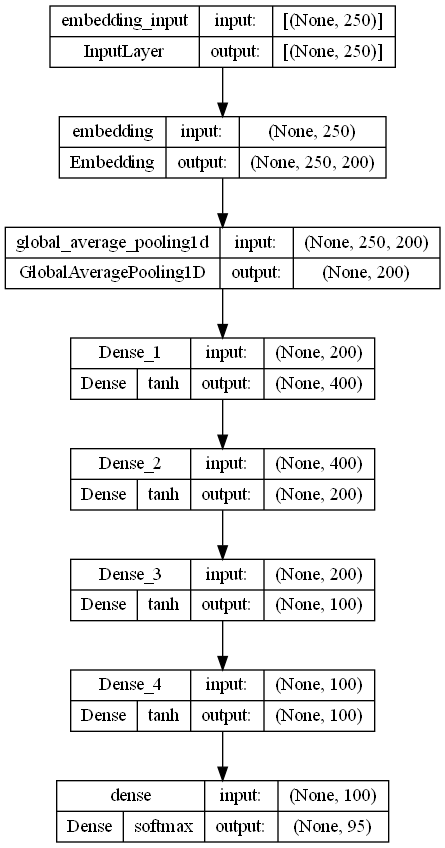 embedding_input input: [(None, 250)]
InputLayer output: [(None, 250)]
embedding input: (None, 250)
Embedding output: (None, 250, 200)
global_average_pooling1d input: (None, 250, 200)
GlobalAveragePooling1D output: (None, 200)
Dense_1 input: (None, 200)
Dense tanh output: (None, 400)
Dense_2 input: (None, 400)
Dense tanh output: (None, 200)
Dense_3 input: (None, 200)
Dense tanh output: (None, 100)
Dense_4 input: (None, 100)
Dense tanh output: (None, 100)
dense input: (None, 100)
Dense softmax output: (None, 95)